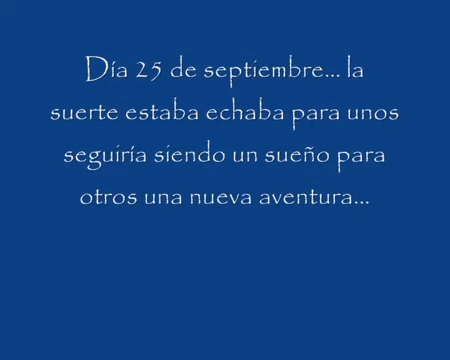 Día 25 de septiembre... la
suerte estaba echaba para unos
seguiría siendo un sueño para
otros una nueva aventura...